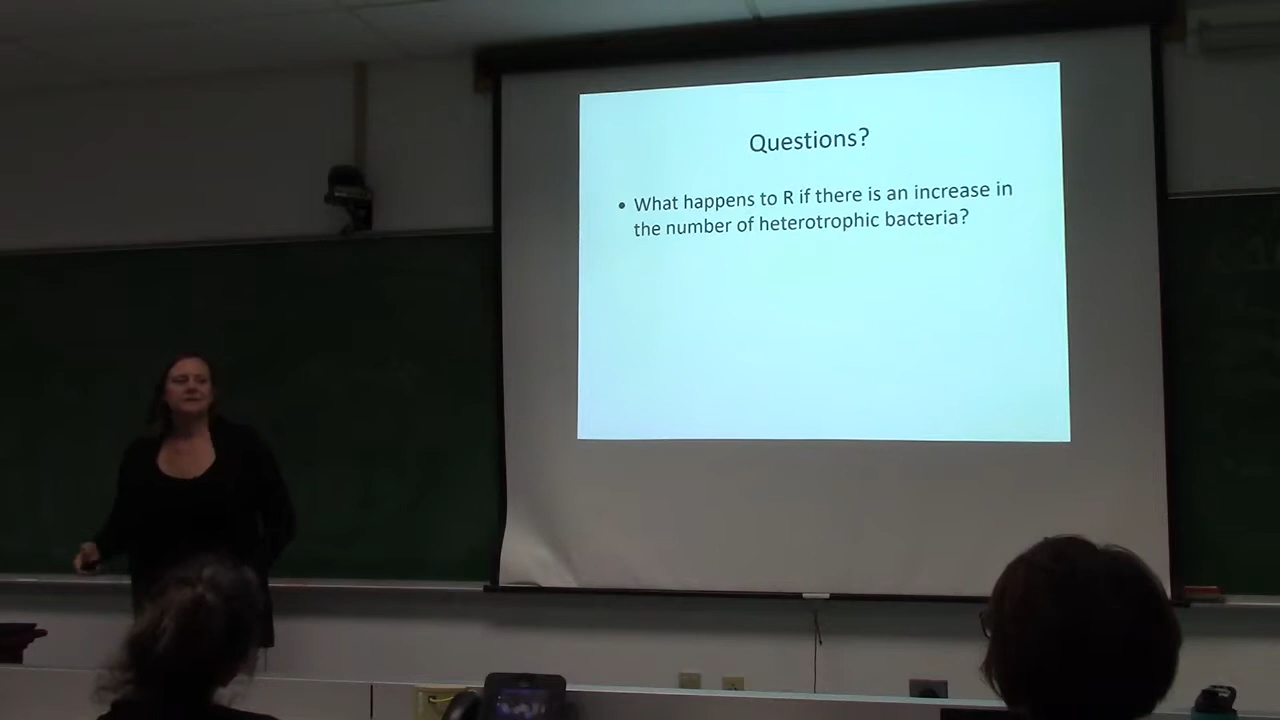 Questions?
• What happens to R if there is an increase in
the number of heterotrophic bacteria?